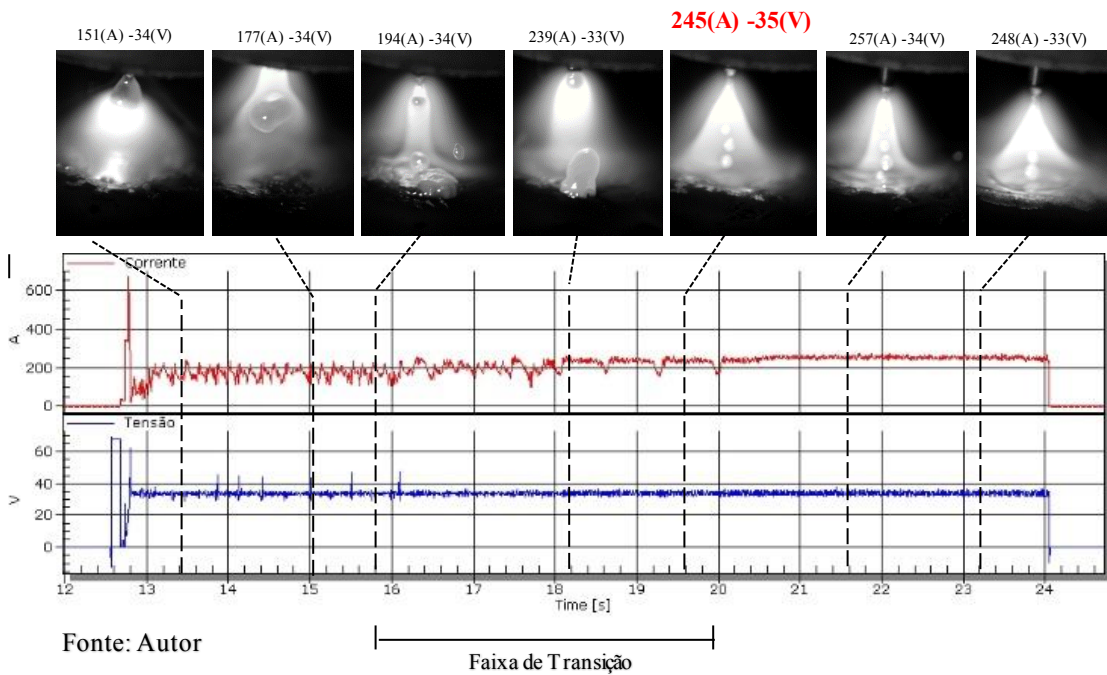 245(A) -35(V)
151(A) -34(V) 177(A) -34(V) 194(A) -34(V) 239(A) -33(V) 257(A) -34(V) 248(A) -33(V)
Corrente
600
400
200
0
A
Tensão
60
40
20
0
V
12 13 14 15 16 17 18 19 20 21 22 23 24
Time [s]
Fonte: Autor
Faixa de Transição